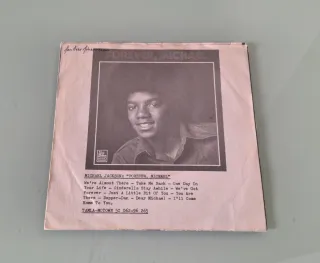 MICHAEL JACKSON "FOREVER, MICHAEL"
We're Almost There - Take Me Back - One Day In
Your Life - Cinderella Stay Awhile - We've Got
Forever - Just A Little Bit Of You - You Are
There - Dapper-Dan - Dear Michael - I'll Come
Home To You.
TAMLA-MOTOWN